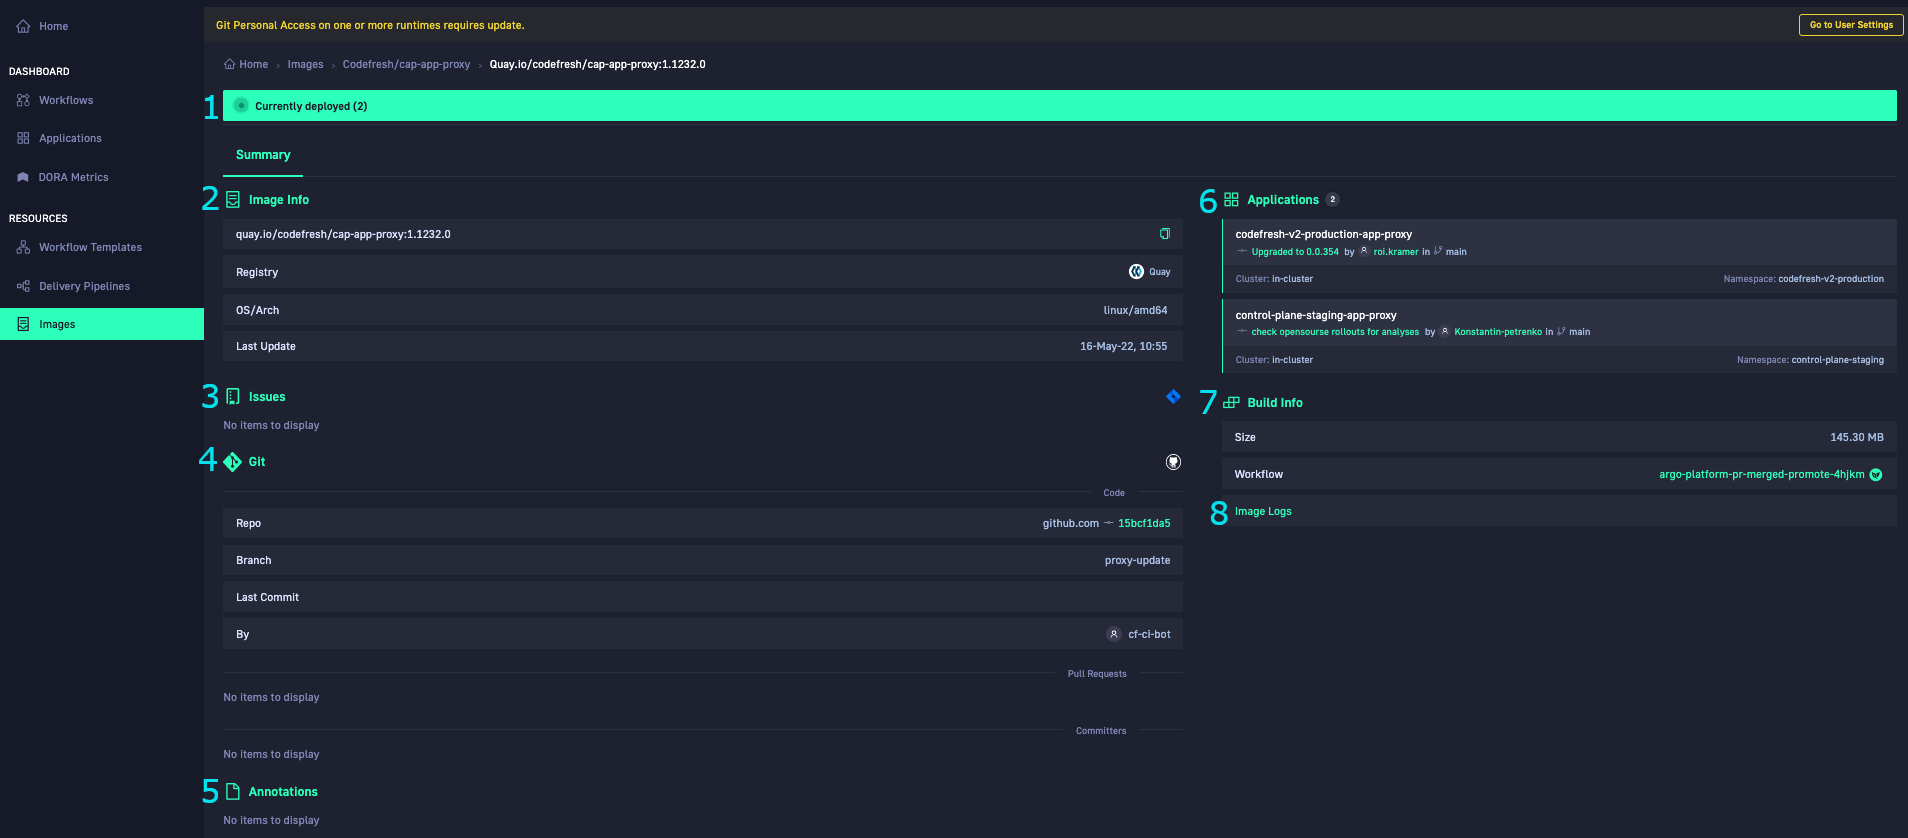 Home
DASHBOARD
Workflows
Applications
DORA Metrics
RESOURCES
Workflow Templates
Delivery Pipelines
Images
Git Personal Access on one or more runtimes requires update.
Go to User Settings
Home › Images › Codefresh/cap-app-proxy › Quay.io/codefresh/cap-app-proxy:1.1232.0
1 Currently deployed (2)
Summary
2 Image Info
quay.io/codefresh/cap-app-proxy:1.1232.0
Registry Quay
OS/Arch linux/amd64
Last Update 16-May-22, 10:55
3 Issues
No items to display
4 Git
Code
Repo github.com 15bcf1da5
Branch proxy-update
Last Commit
By cf-ci-bot
Pull Requests
No items to display
Committers
No items to display
5 Annotations
No items to display
6 Applications 2
codefresh-v2-production-app-proxy
Upgraded to 0.0.354 by roi.kramer in main
Cluster: in-cluster Namespace: codefresh-v2-production
control-plane-staging-app-proxy
check opensourse rollouts for analyses by Konstantin-petrenko in main
Cluster: in-cluster Namespace: control-plane-staging
7 Build Info
Size 145.30 MB
Workflow argo-platform-pr-merged-promote-4hjkm
8 Image Logs